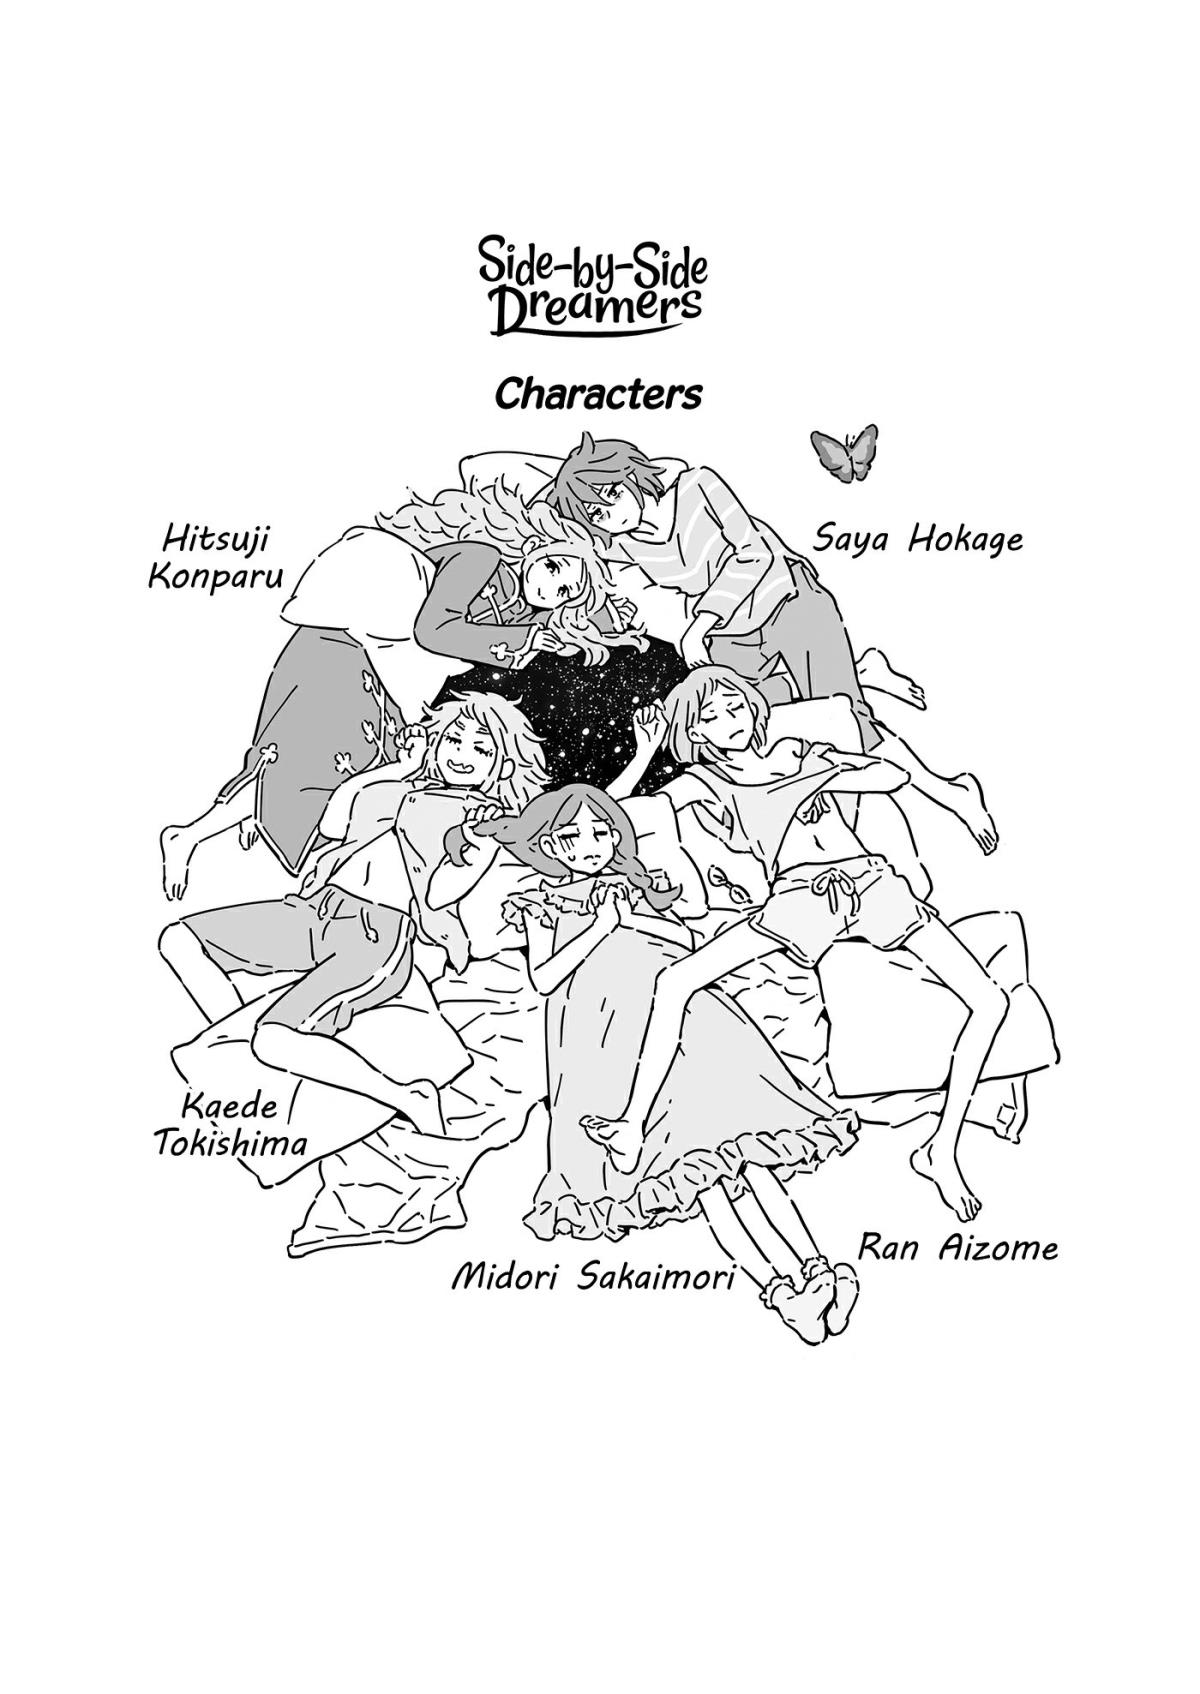 Side-by-Side
Dreamers
Characters
Hitsuji
Konparu
Saya Hokage
Kaede
Tokishima
Ran Aizome
Midori Sakaimori